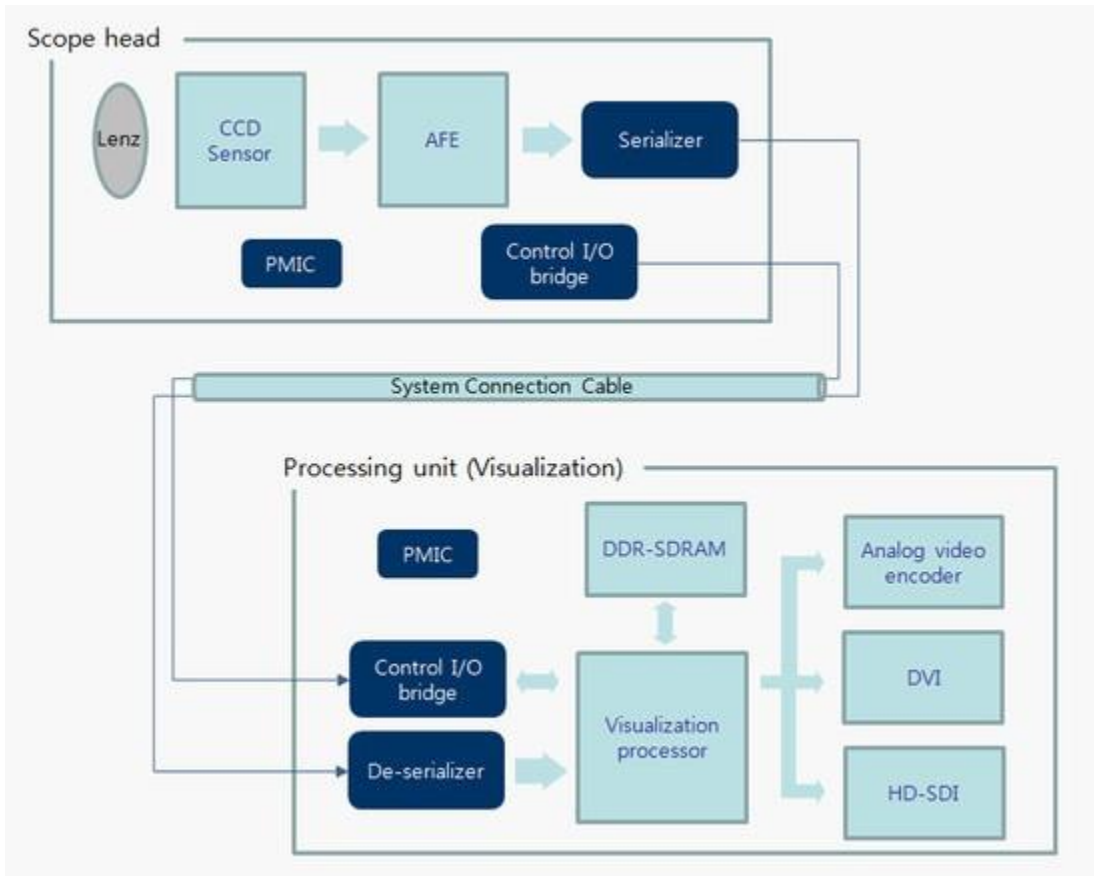 Scope head
Lenz
CCD
Sensor
AFE
Serializer
PMIC
Control I/O
bridge
System Connection Cable
Processing unit (Visualization)
PMIC
DDR-SDRAM
Analog video
encoder
Control I/O
bridge
Visualization
processor
DVI
De-serializer
HD-SDI